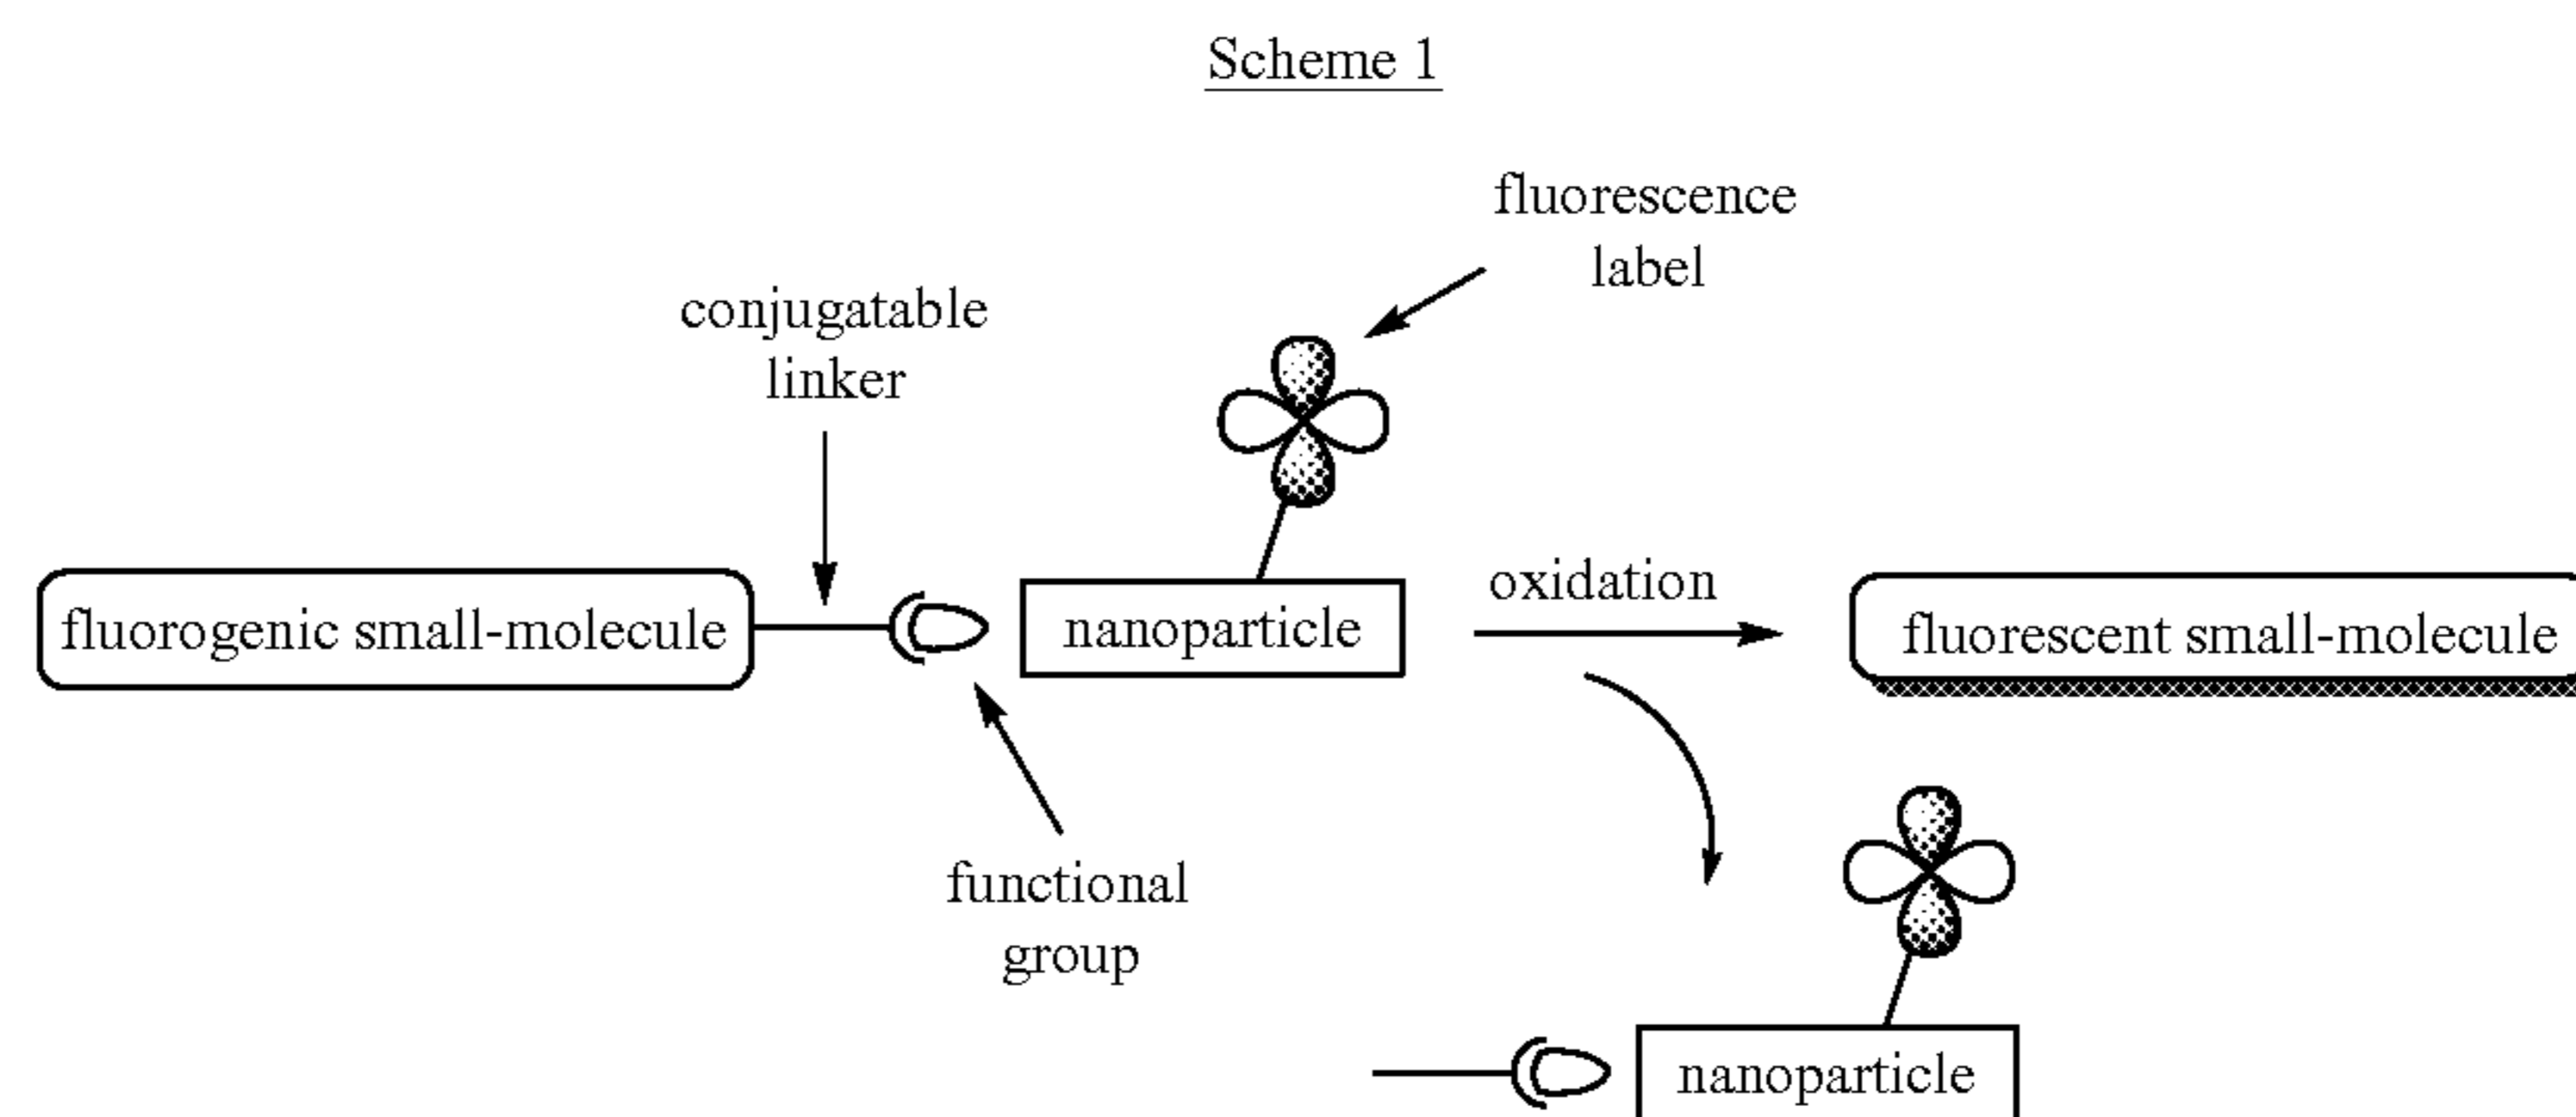 Scheme 1
fluorescence
label
conjugatable
linker
fluorogenic small-molecule
nanoparticle
oxidation
fluorescent small-molecule
functional
group
nanoparticle